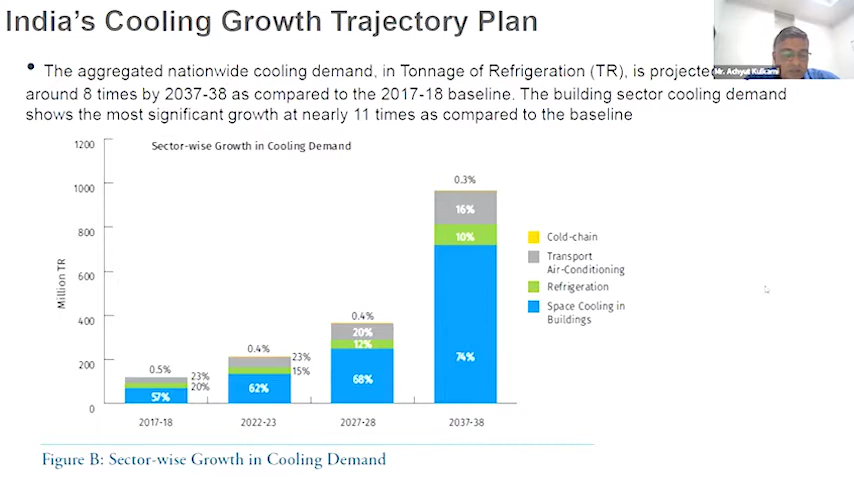 India's Cooling Growth Trajectory Plan
Mr. Achyut Kulkarni
• The aggregated nationwide cooling demand, in Tonnage of Refrigeration (TR), is projected
around 8 times by 2037-38 as compared to the 2017-18 baseline. The building sector cooling demand
shows the most significant growth at nearly 11 times as compared to the baseline
Sector-wise Growth in Cooling Demand
Million TR
1200
1000
800
600
400
200
0
0.5%
23%
20%
57%
0.4%
23%
15%
62%
0.4%
20%
12%
68%
0.3%
16%
10%
74%
2017-18
2022-23
2027-28
2037-38
Cold-chain
Transport
Air-Conditioning
Refrigeration
Space Cooling in
Buildings
Figure B: Sector-wise Growth in Cooling Demand